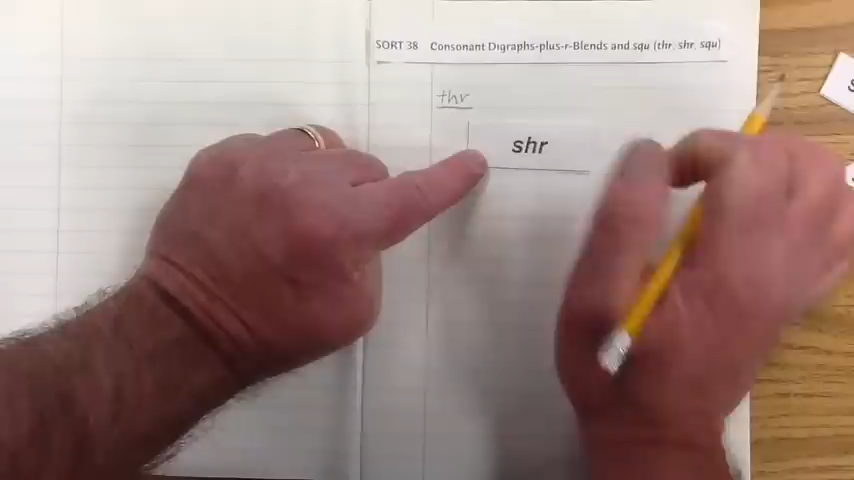 SORT 38 Consonant Digraphs-plus-r-Blends and squ (thr, shr, squ)
thr
shr